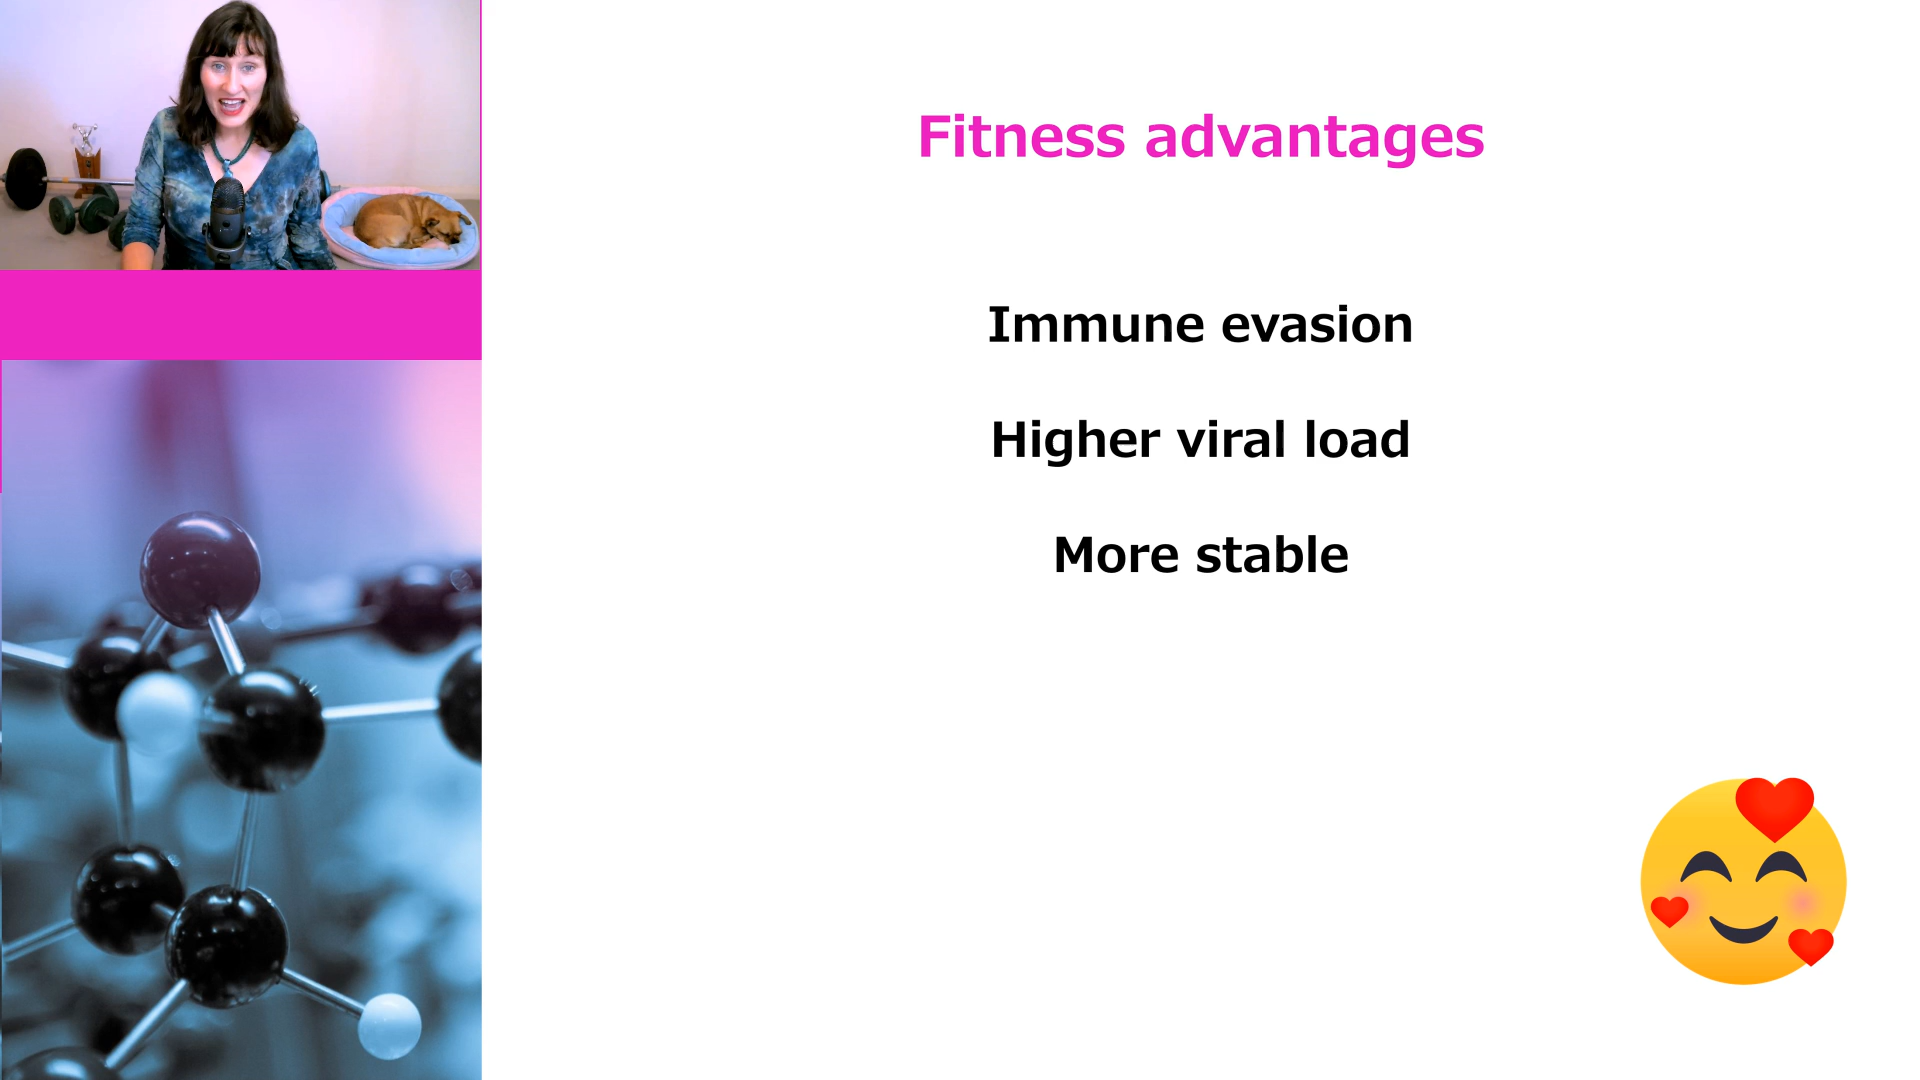 Fitness advantages
Immune evasion
Higher viral load
More stable